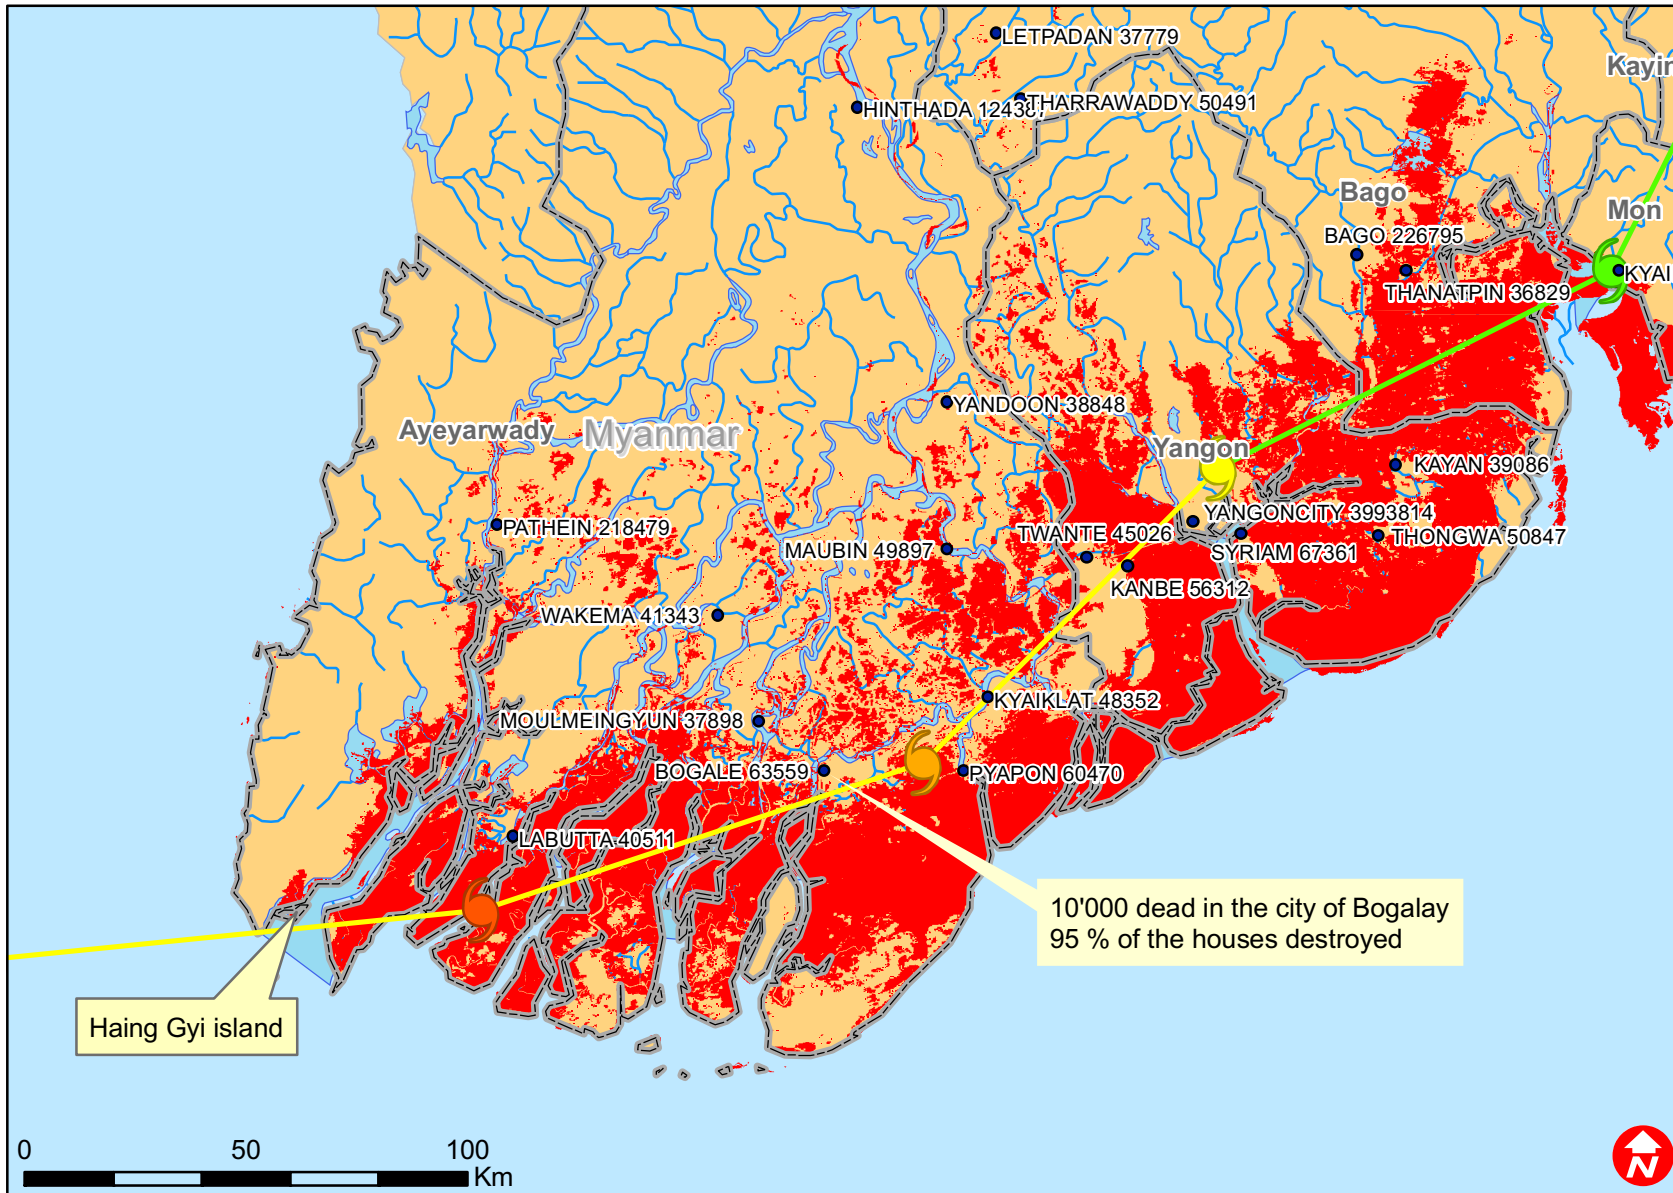 LETPADAN 37779
Kayin
HINTHADA 124387
THARRAWADDY 50491
Bago
Mon
BAGO 226795
KYAI
THANATPIN 36829
YANDOON 38848
Ayeyarwady
Myanmar
Yangon
KAYAN 39086
PATHEIN 218479
YANGONCITY 3993814
TWANTE 45026
THONGWA 50847
MAUBIN 49897
SYRIAM 67361
KANBE 56312
WAKEMA 41343
KYAIKLAT 48352
MOULMEINGYUN 37898
BOGALE 63559
PYAPON 60470
LABUTTA 40511
10'000 dead in the city of Bogalay
95 % of the houses destroyed
Haing Gyi island
0 50 100
Km
N